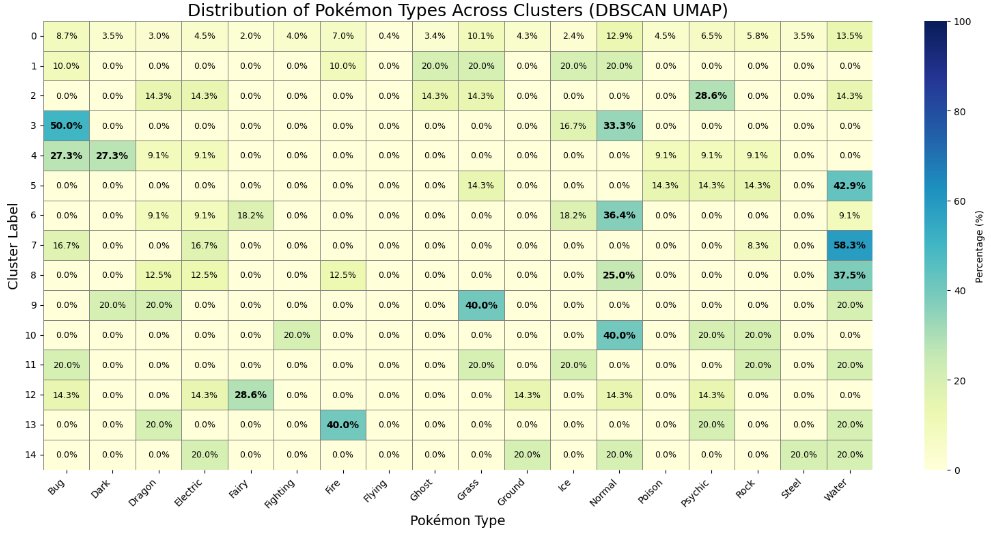 Distribution of Pokémon Types Across Clusters (DBSCAN UMAP)
0 8.7% 3.5% 3.0% 4.5% 2.0% 4.0% 7.0% 0.4% 3.4% 10.1% 4.3% 2.4% 12.9% 4.5% 6.5% 5.8% 3.5% 13.5%
1 10.0% 0.0% 0.0% 0.0% 0.0% 0.0% 10.0% 0.0% 20.0% 20.0% 0.0% 20.0% 20.0% 0.0% 0.0% 0.0% 0.0% 0.0%
2 0.0% 0.0% 14.3% 14.3% 0.0% 0.0% 0.0% 0.0% 14.3% 14.3% 0.0% 0.0% 0.0% 0.0% 28.6% 0.0% 0.0% 14.3%
3 50.0% 0.0% 0.0% 0.0% 0.0% 0.0% 0.0% 0.0% 0.0% 0.0% 0.0% 16.7% 33.3% 0.0% 0.0% 0.0% 0.0% 0.0%
4 27.3% 27.3% 9.1% 9.1% 0.0% 0.0% 0.0% 0.0% 0.0% 0.0% 0.0% 0.0% 0.0% 9.1% 9.1% 9.1% 0.0% 0.0%
5 0.0% 0.0% 0.0% 0.0% 0.0% 0.0% 0.0% 0.0% 0.0% 14.3% 0.0% 0.0% 0.0% 14.3% 14.3% 14.3% 0.0% 42.9%
6 0.0% 0.0% 9.1% 9.1% 18.2% 0.0% 0.0% 0.0% 0.0% 0.0% 0.0% 18.2% 36.4% 0.0% 0.0% 0.0% 0.0% 9.1%
7 16.7% 0.0% 0.0% 16.7% 0.0% 0.0% 0.0% 0.0% 0.0% 0.0% 0.0% 0.0% 0.0% 0.0% 0.0% 8.3% 0.0% 58.3%
8 0.0% 0.0% 12.5% 12.5% 0.0% 0.0% 12.5% 0.0% 0.0% 0.0% 0.0% 0.0% 25.0% 0.0% 0.0% 0.0% 0.0% 37.5%
9 0.0% 20.0% 20.0% 0.0% 0.0% 0.0% 0.0% 0.0% 0.0% 40.0% 0.0% 0.0% 0.0% 0.0% 0.0% 0.0% 0.0% 20.0%
10 0.0% 0.0% 0.0% 0.0% 0.0% 20.0% 0.0% 0.0% 0.0% 0.0% 0.0% 0.0% 40.0% 0.0% 20.0% 20.0% 0.0% 0.0%
11 20.0% 0.0% 0.0% 0.0% 0.0% 0.0% 0.0% 0.0% 0.0% 20.0% 0.0% 20.0% 0.0% 0.0% 0.0% 20.0% 0.0% 20.0%
12 14.3% 0.0% 0.0% 14.3% 28.6% 0.0% 0.0% 0.0% 0.0% 0.0% 14.3% 0.0% 14.3% 0.0% 14.3% 0.0% 0.0% 0.0%
13 0.0% 0.0% 20.0% 0.0% 0.0% 0.0% 40.0% 0.0% 0.0% 0.0% 0.0% 0.0% 0.0% 0.0% 20.0% 0.0% 0.0% 20.0%
14 0.0% 0.0% 0.0% 20.0% 0.0% 0.0% 0.0% 0.0% 0.0% 0.0% 20.0% 0.0% 20.0% 0.0% 0.0% 0.0% 20.0% 20.0%
Cluster Label
Bug Dark Dragon Electric Fairy Fighting Fire Flying Ghost Grass Ground Ice Normal Poison Psychic Rock Steel Water
Pokémon Type
100
80
60
40
20
0
Percentage (%)